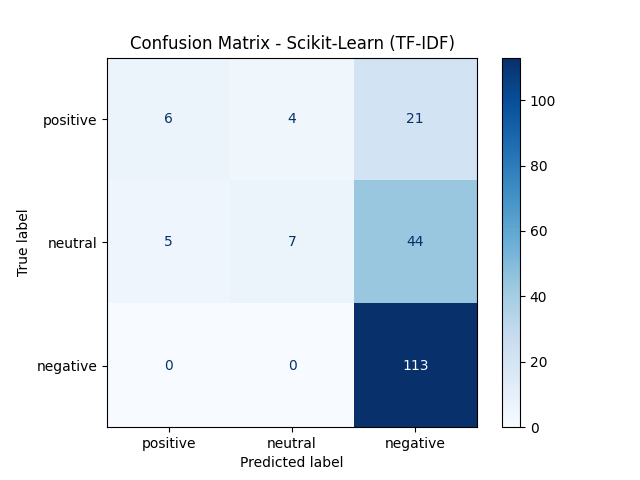 Confusion Matrix - Scikit-Learn (TF-IDF)
True label
positive 6 4 21
neutral 5 7 44
negative 0 0 113
positive neutral negative
Predicted label
100
80
60
40
20
0